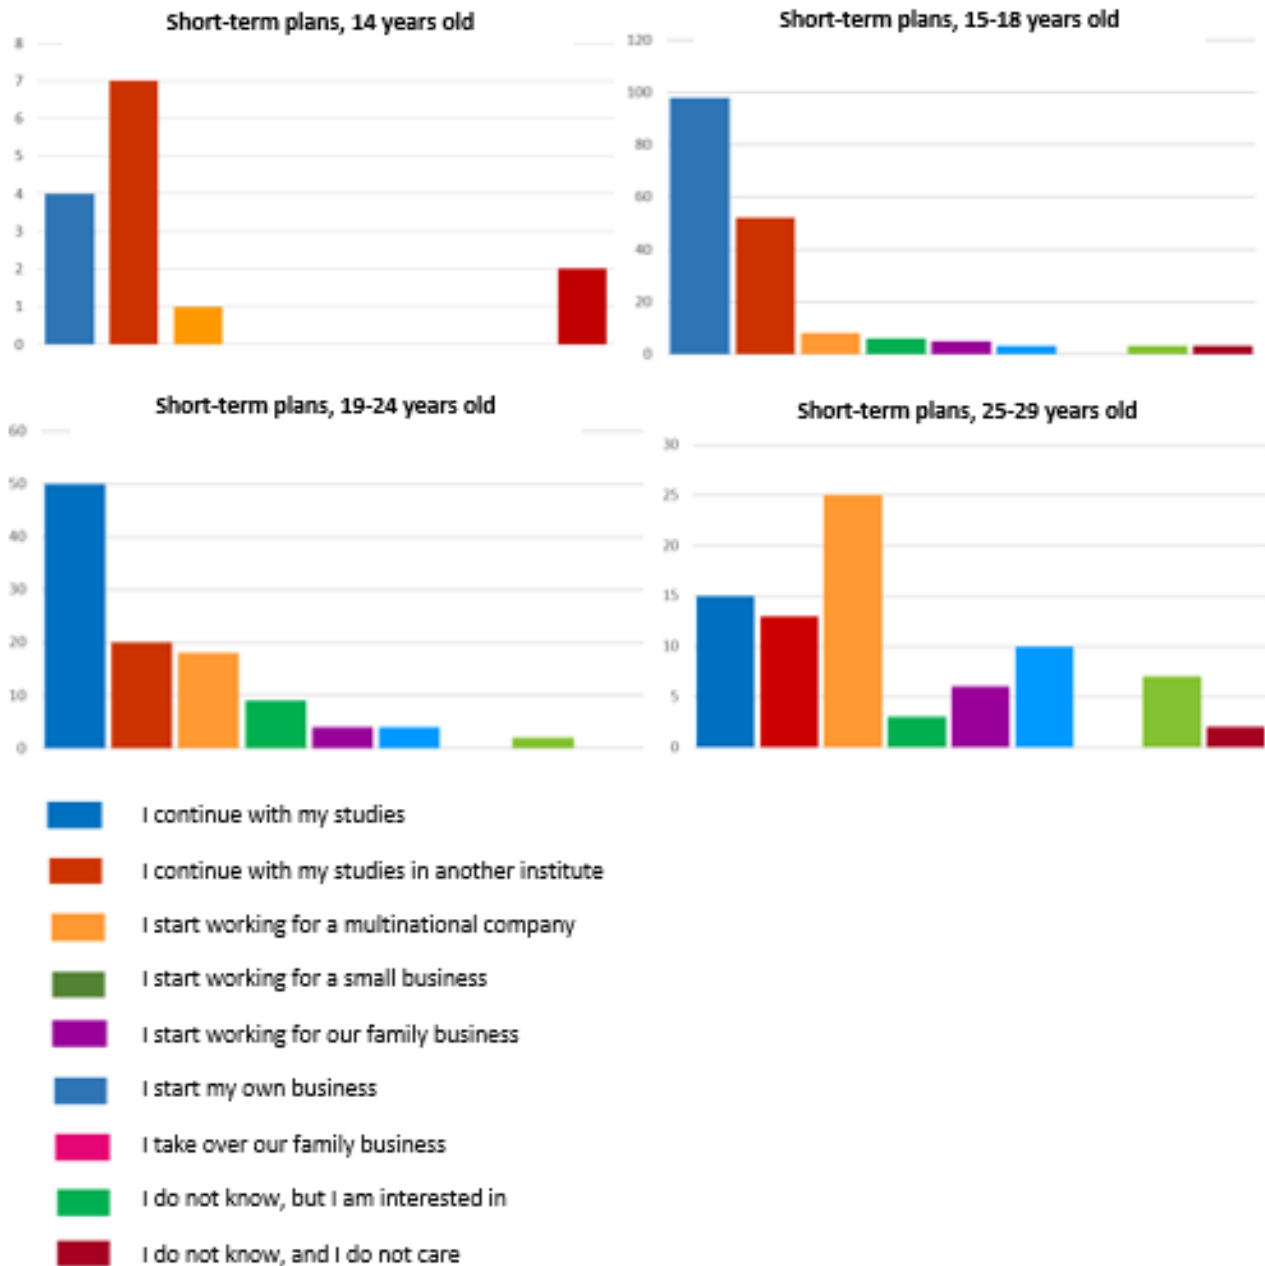 Short-term plans, 14 years old
8
7
6
5
4
3
2
1
0
Short-term plans, 15-18 years old
120
100
80
60
40
20
0
Short-term plans, 19-24 years old
60
50
40
30
20
10
0
Short-term plans, 25-29 years old
30
25
20
15
10
5
0
I continue with my studies
I continue with my studies in another institute
I start working for a multinational company
I start working for a small business
I start working for our family business
I start my own business
I take over our family business
I do not know, but I am interested in
I do not know, and I do not care